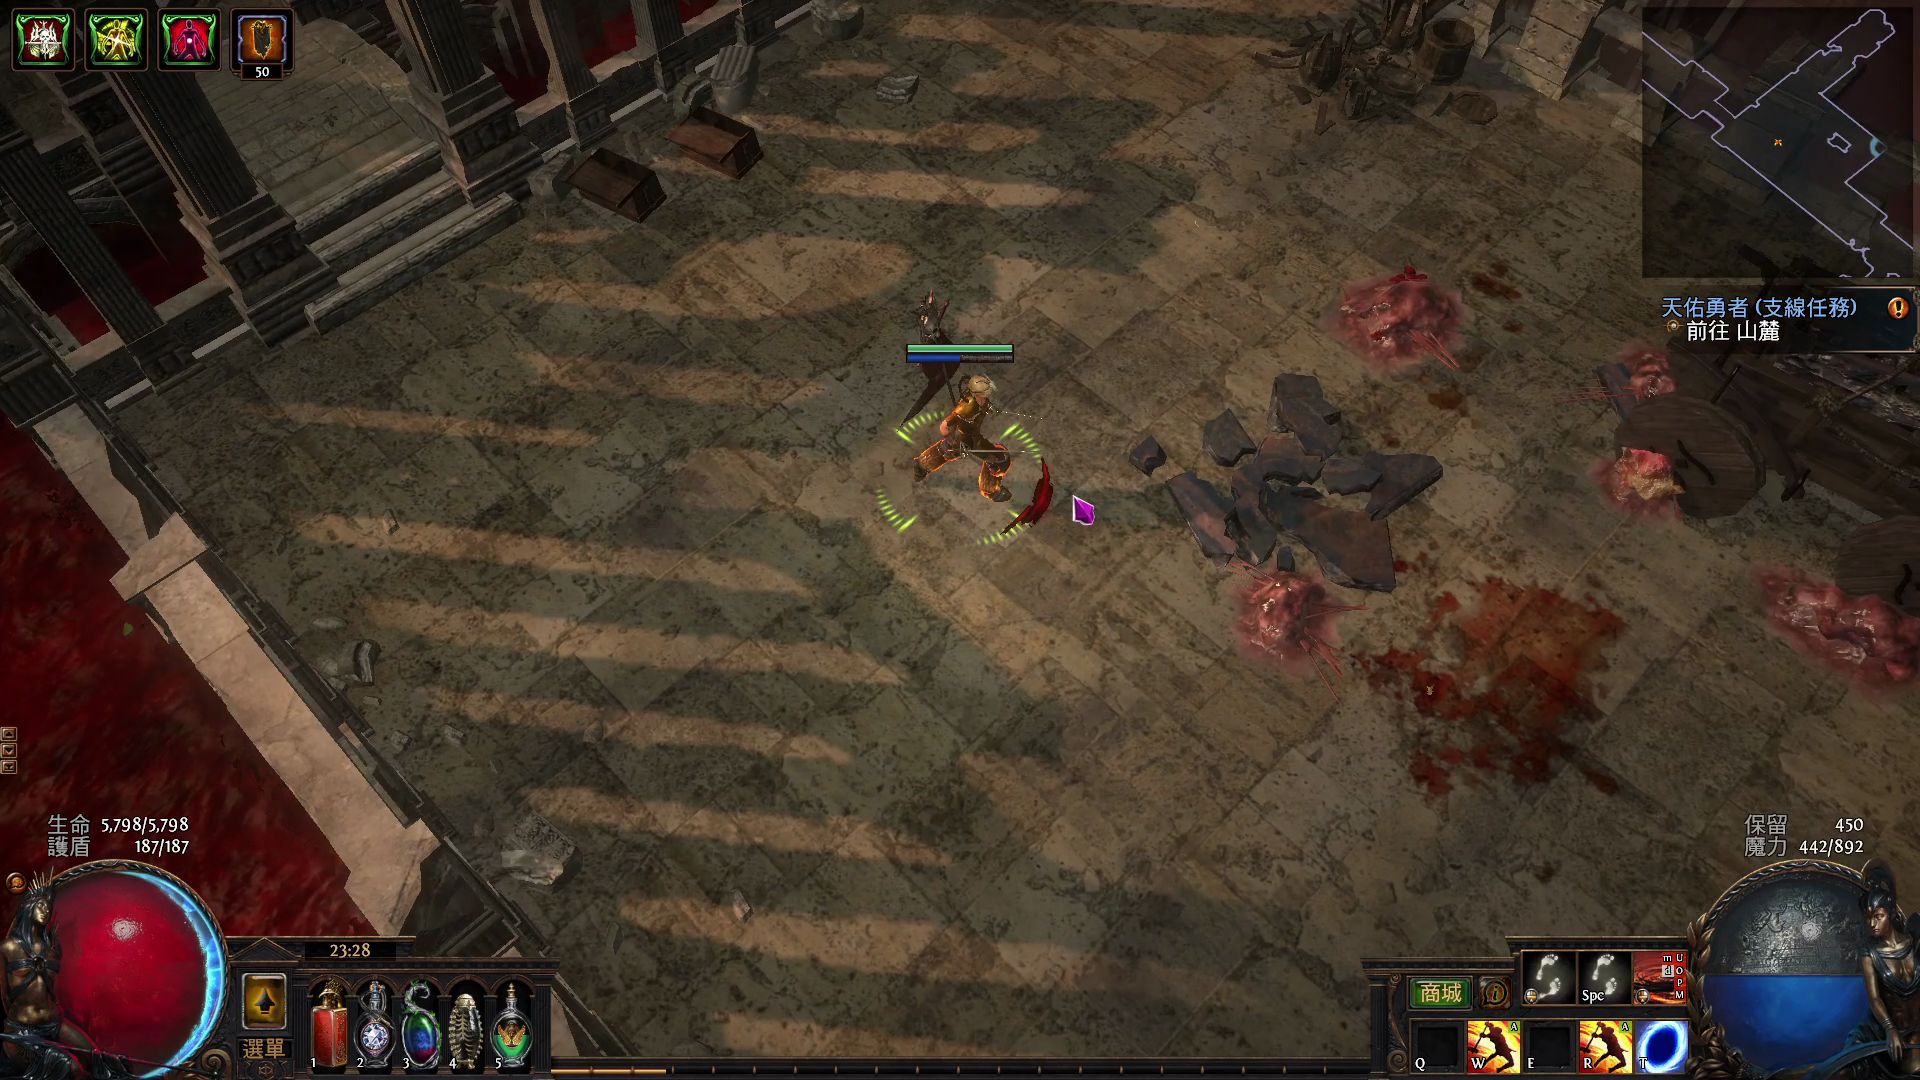 50
天佑勇者 (支線任務)
前往 山麓
生命 5,798/5,798
護盾 187/187
保留 450
魔力 442/892
23:28
選單
1 2 3 4 5
商城
Spc
m U
d O
P
M
Q W A E R A T